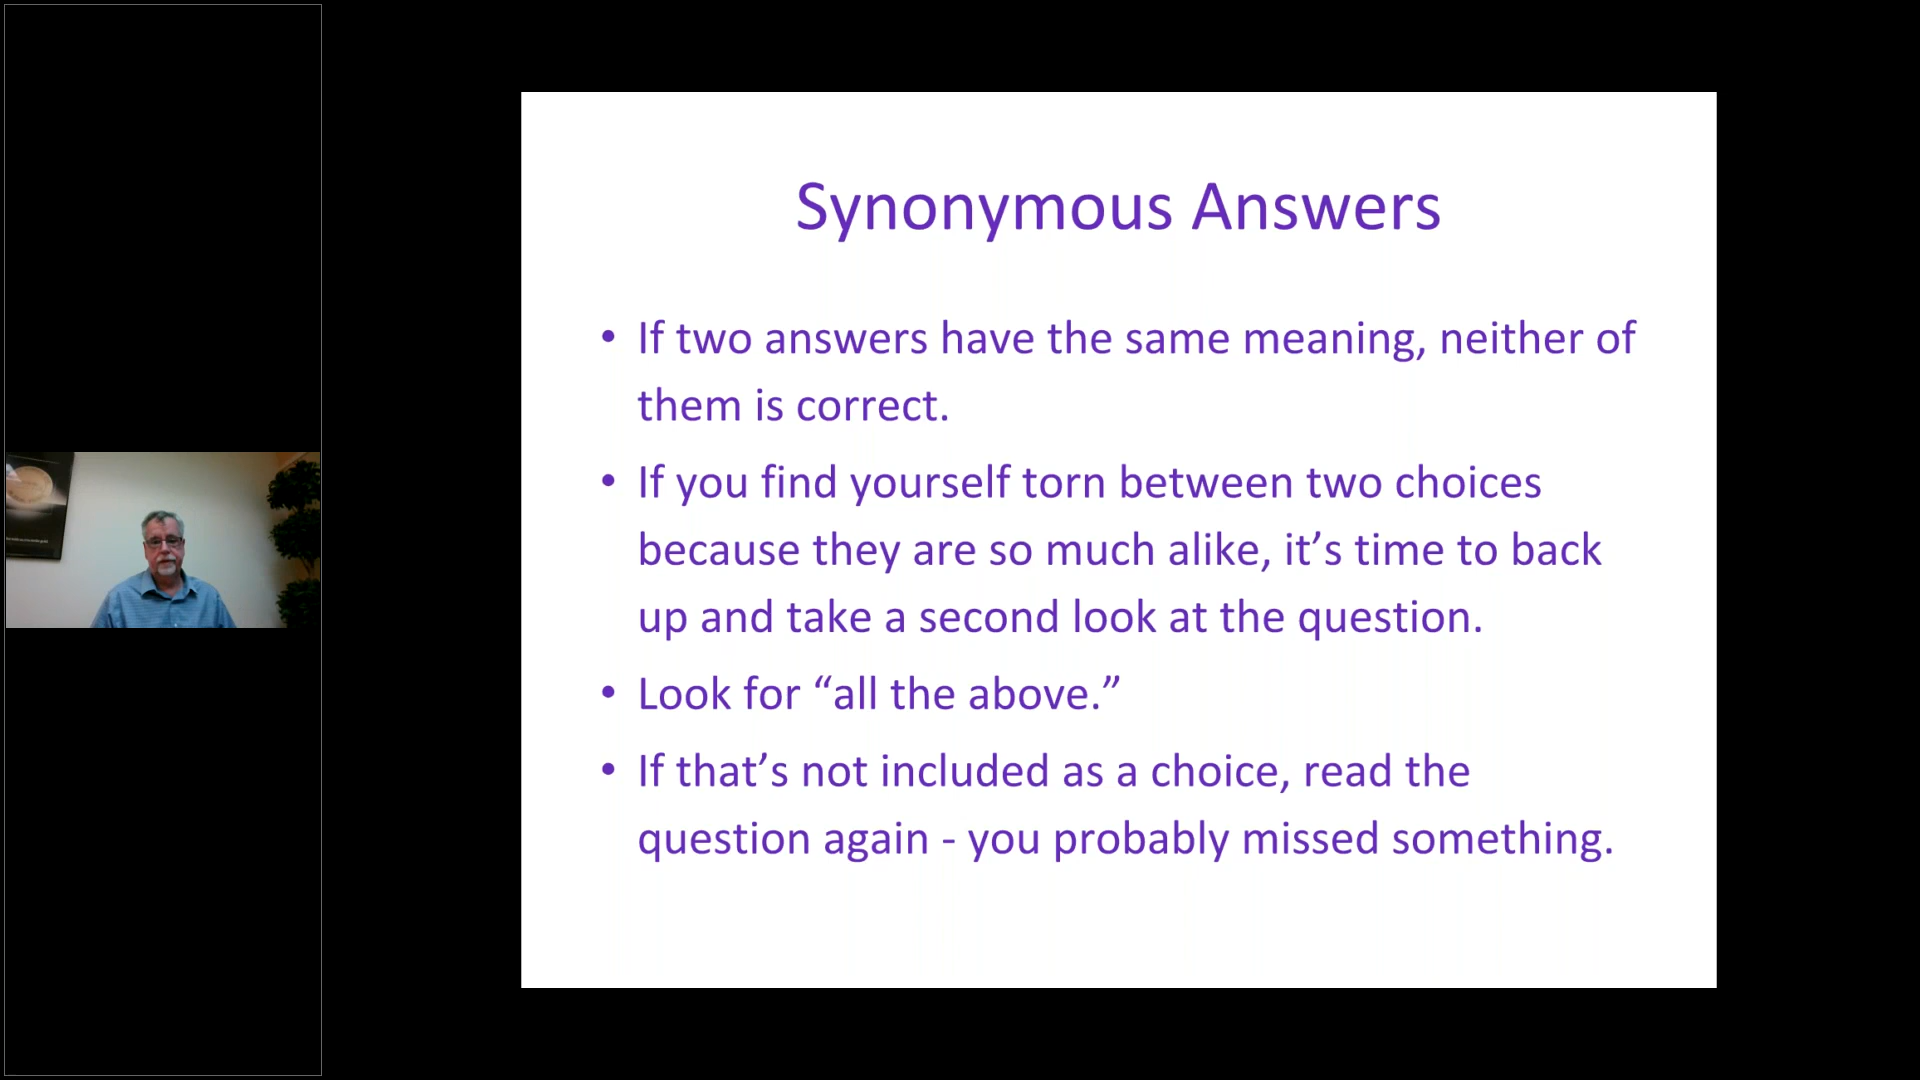 Synonymous Answers
• If two answers have the same meaning, neither of
them is correct.
• If you find yourself torn between two choices
because they are so much alike, it’s time to back
up and take a second look at the question.
• Look for “all the above.”
• If that’s not included as a choice, read the
question again - you probably missed something.